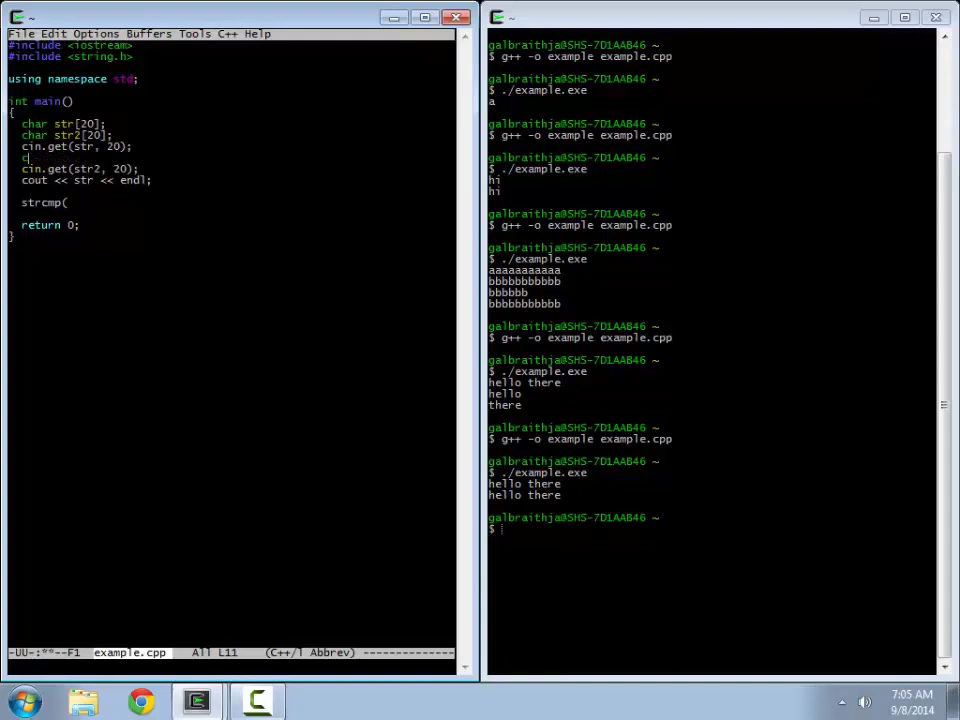 ~
File Edit Options Buffers Tools C++ Help
#include <iostream>
#include <string.h>
using namespace std;
int main()
{
char str[20];
char str2[20];
cin.get(str, 20);
c
cin.get(str2, 20);
cout << str << endl;
strcmp(
return 0;
}
-UU-:**--F1 example.cpp All L11 (C++/l Abbrev) --------------
~
galbraithja@SHS-7D1AAB46 ~
$ g++ -o example example.cpp
galbraithja@SHS-7D1AAB46 ~
$ ./example.exe
a
galbraithja@SHS-7D1AAB46 ~
$ g++ -o example example.cpp
galbraithja@SHS-7D1AAB46 ~
$ ./example.exe
hi
hi
galbraithja@SHS-7D1AAB46 ~
$ g++ -o example example.cpp
galbraithja@SHS-7D1AAB46 ~
$ ./example.exe
aaaaaaaaaaa
bbbbbbbbbbb
bbbbbb
bbbbbbbbbbb
galbraithja@SHS-7D1AAB46 ~
$ g++ -o example example.cpp
galbraithja@SHS-7D1AAB46 ~
$ ./example.exe
hello there
hello
there
galbraithja@SHS-7D1AAB46 ~
$ g++ -o example example.cpp
galbraithja@SHS-7D1AAB46 ~
$ ./example.exe
hello there
hello there
galbraithja@SHS-7D1AAB46 ~
$
7:05 AM
9/8/2014